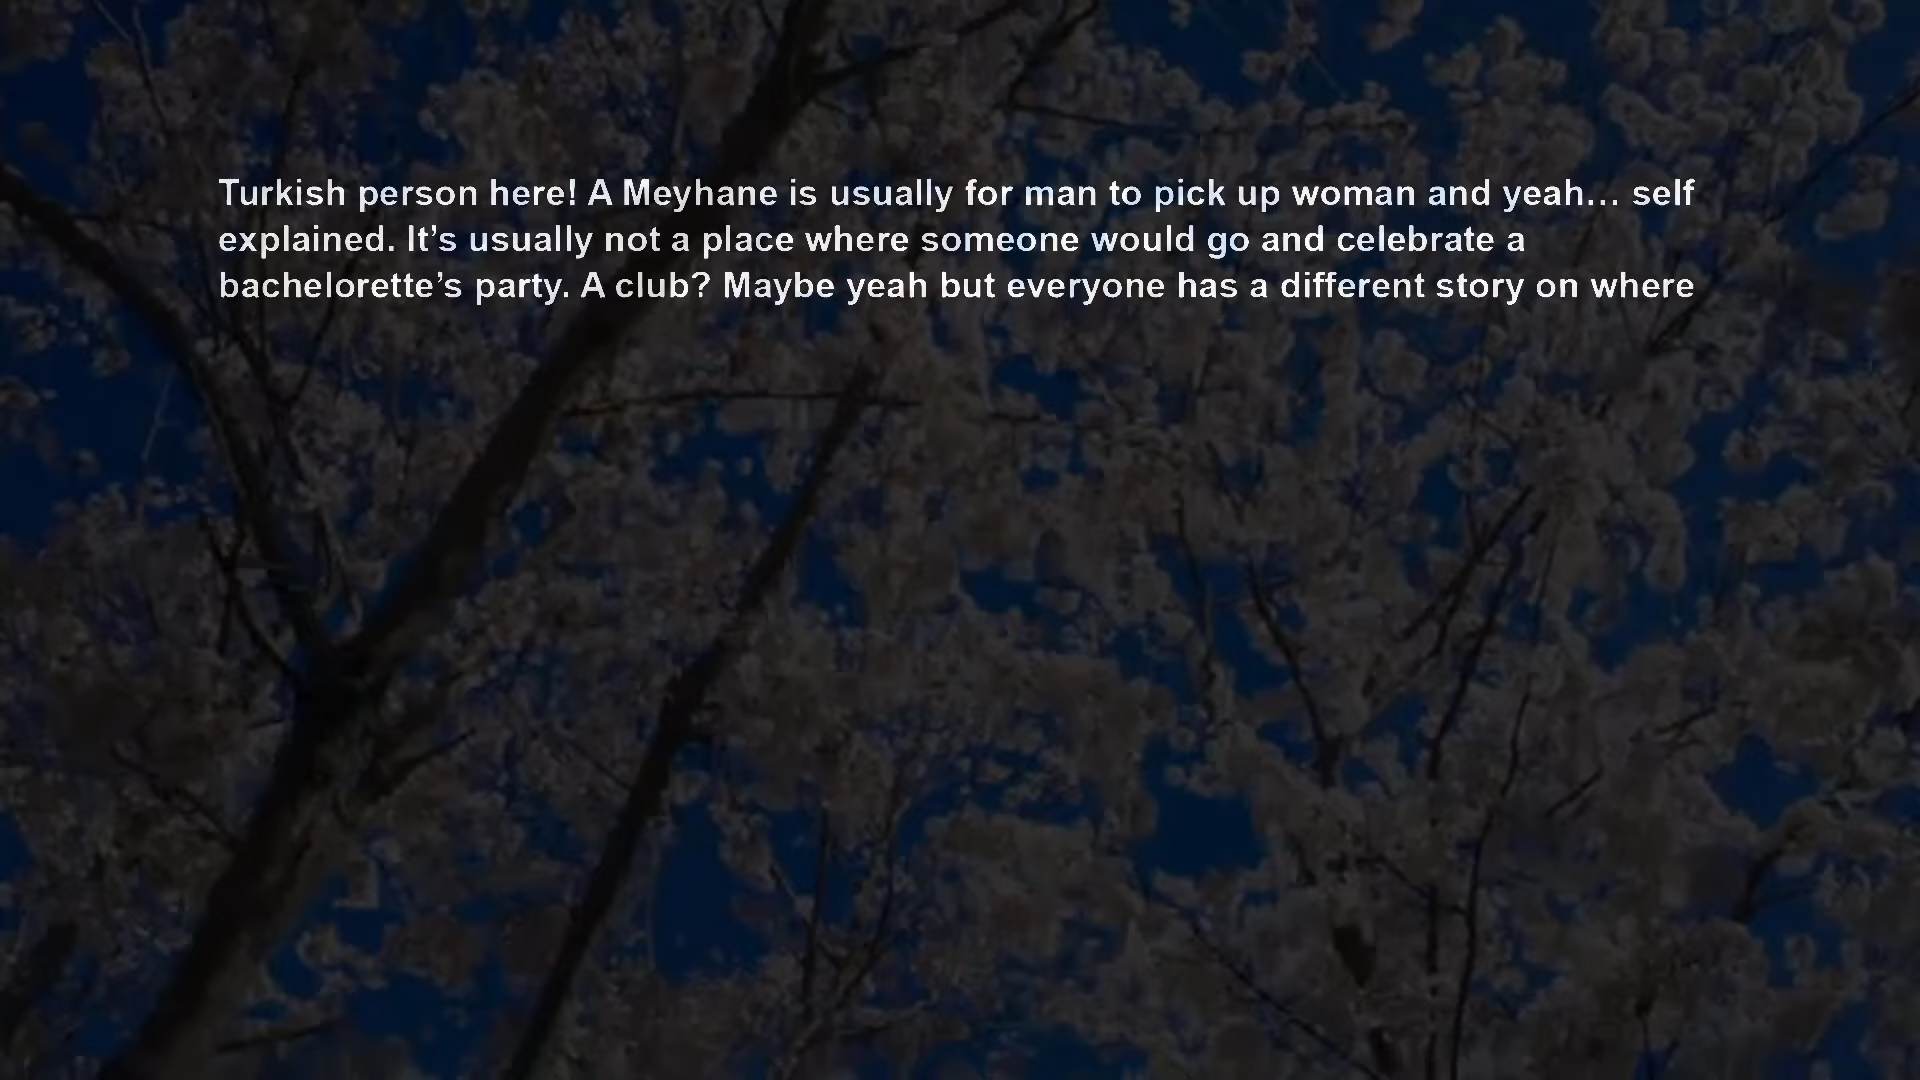 Turkish person here! A Meyhane is usually for man to pick up woman and yeah… self
explained. It’s usually not a place where someone would go and celebrate a
bachelorette’s party. A club? Maybe yeah but everyone has a different story on where